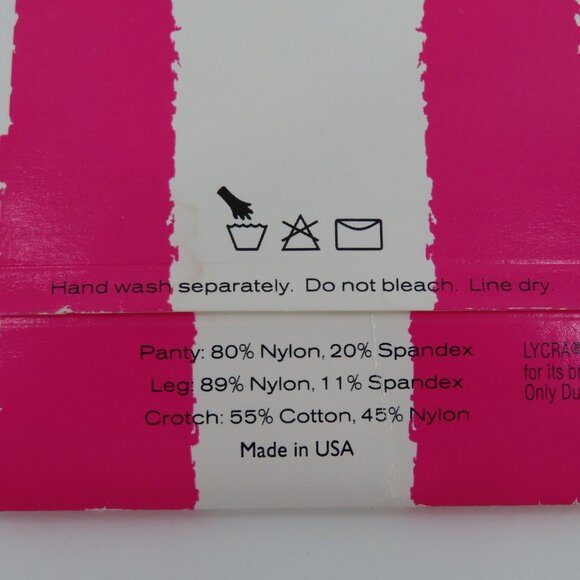 Hand wash separately. Do not bleach. Line dry.
Panty: 80% Nylon, 20% Spandex
Leg: 89% Nylon, 11% Spandex
Crotch: 55% Cotton, 45% Nylon
Made in USA
LYCRA®
for its
Only